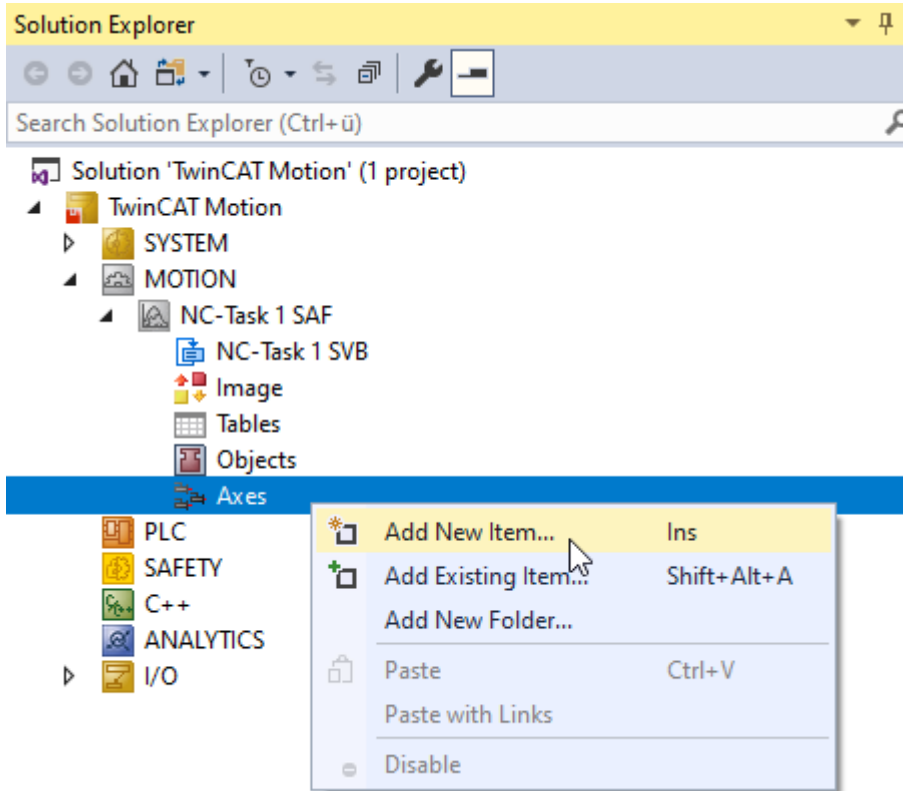 Solution Explorer
Search Solution Explorer (Ctrl+ü)
Solution 'TwinCAT Motion' (1 project)
TwinCAT Motion
SYSTEM
MOTION
NC-Task 1 SAF
NC-Task 1 SVB
Image
Tables
Objects
Axes
PLC
SAFETY
C++
ANALYTICS
I/O
Add New Item... Ins
Add Existing Item... Shift+Alt+A
Add New Folder...
Paste Ctrl+V
Paste with Links
Disable